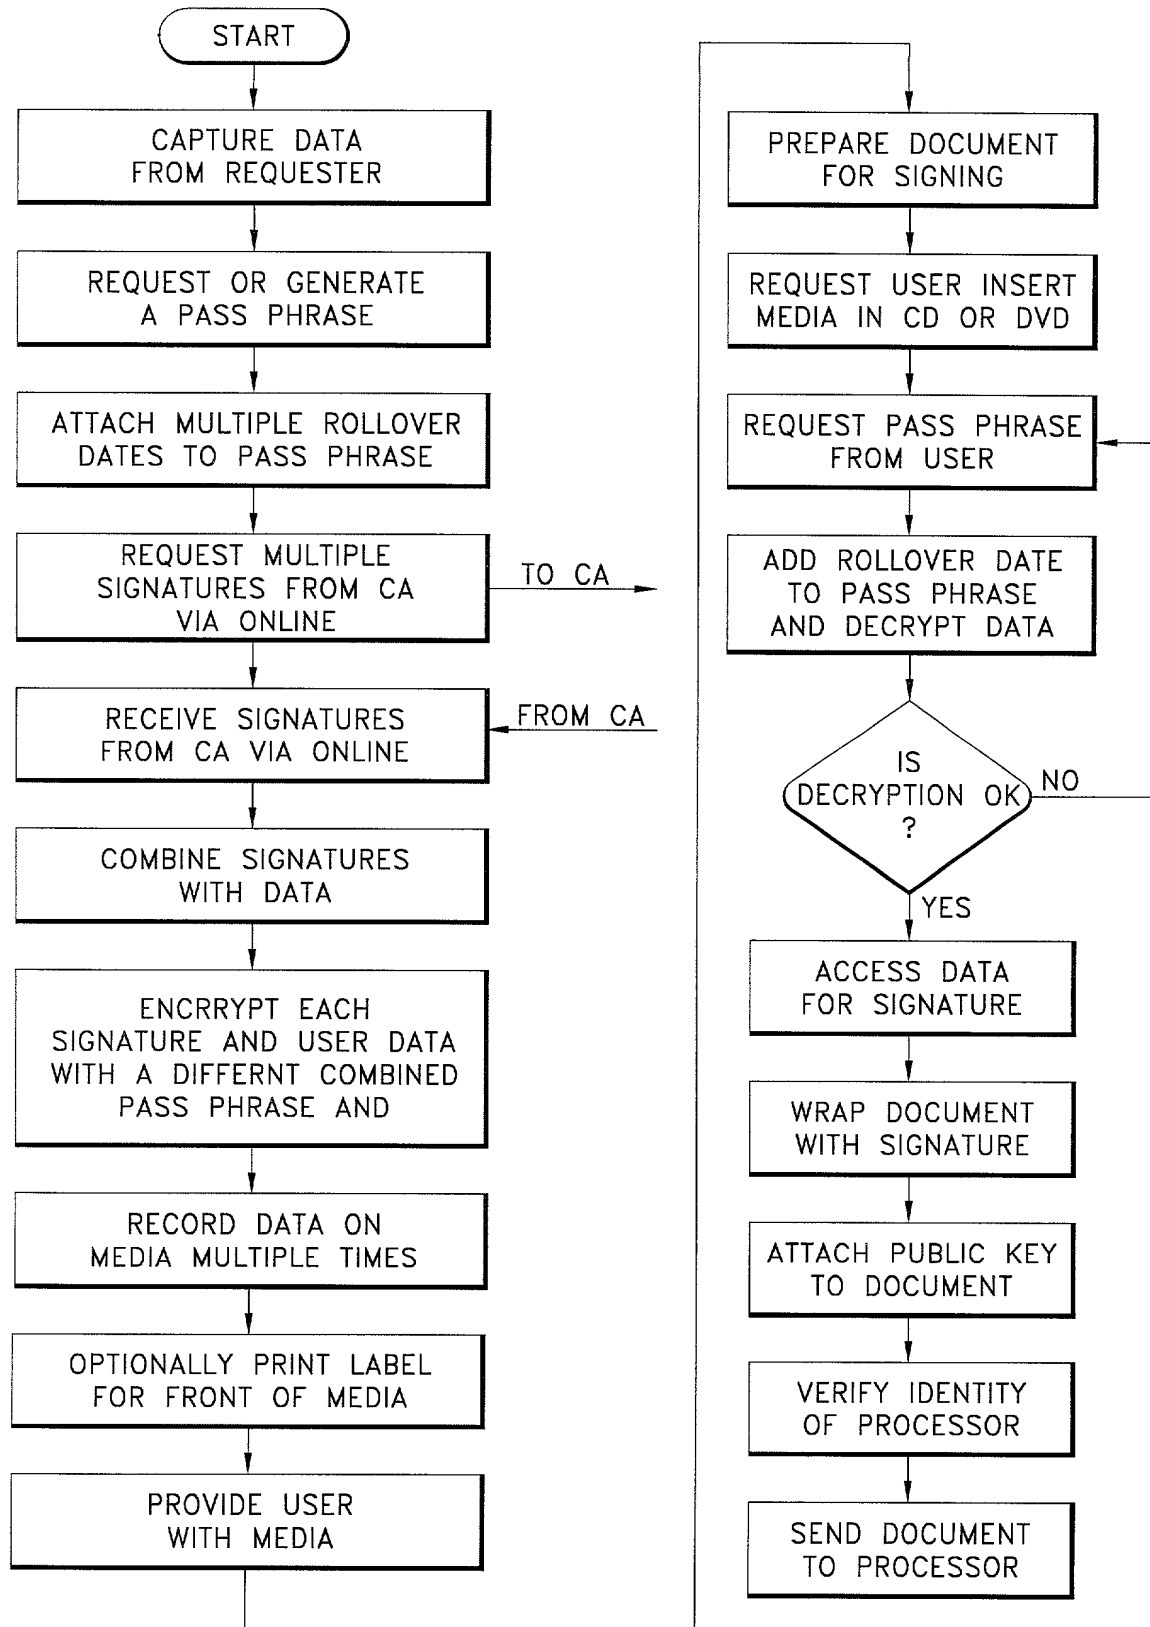 START
CAPTURE DATA
FROM REQUESTER
REQUEST OR GENERATE
A PASS PHRASE
ATTACH MULTIPLE ROLLOVER
DATES TO PASS PHRASE
REQUEST MULTIPLE
SIGNATURES FROM CA
VIA ONLINE
TO CA
RECEIVE SIGNATURES
FROM CA VIA ONLINE
FROM CA
COMBINE SIGNATURES
WITH DATA
ENCRRYPT EACH
SIGNATURE AND USER DATA
WITH A DIFFERNT COMBINED
PASS PHRASE AND
RECORD DATA ON
MEDIA MULTIPLE TIMES
OPTIONALLY PRINT LABEL
FOR FRONT OF MEDIA
PROVIDE USER
WITH MEDIA
PREPARE DOCUMENT
FOR SIGNING
REQUEST USER INSERT
MEDIA IN CD OR DVD
REQUEST PASS PHRASE
FROM USER
ADD ROLLOVER DATE
TO PASS PHRASE
AND DECRYPT DATA
IS
DECRYPTION OK
?
NO
YES
ACCESS DATA
FOR SIGNATURE
WRAP DOCUMENT
WITH SIGNATURE
ATTACH PUBLIC KEY
TO DOCUMENT
VERIFY IDENTITY
OF PROCESSOR
SEND DOCUMENT
TO PROCESSOR